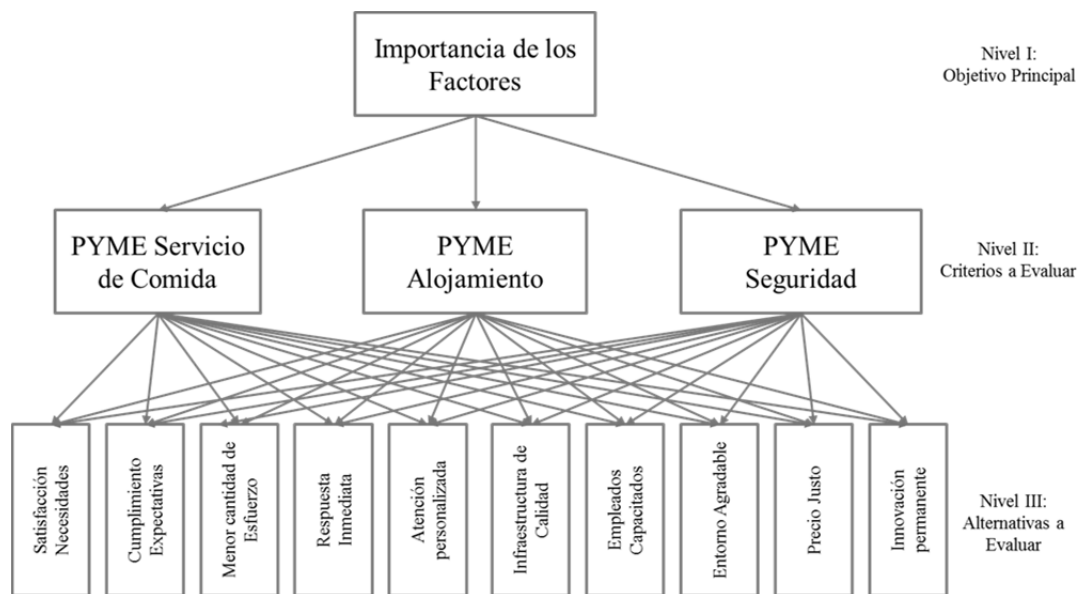 Importancia de los
Factores
Nivel I:
Objetivo Principal
PYME Servicio
de Comida
PYME
Alojamiento
PYME
Seguridad
Nivel II:
Criterios a Evaluar
Satisfacción
Necesidades
Cumplimiento
Expectativas
Menor cantidad de
Esfuerzo
Respuesta
Inmediata
Atención
personalizada
Infraestructura de
Calidad
Empleados
Capacitados
Entorno Agradable
Precio Justo
Innovación
permanente
Nivel III:
Alternativas a
Evaluar